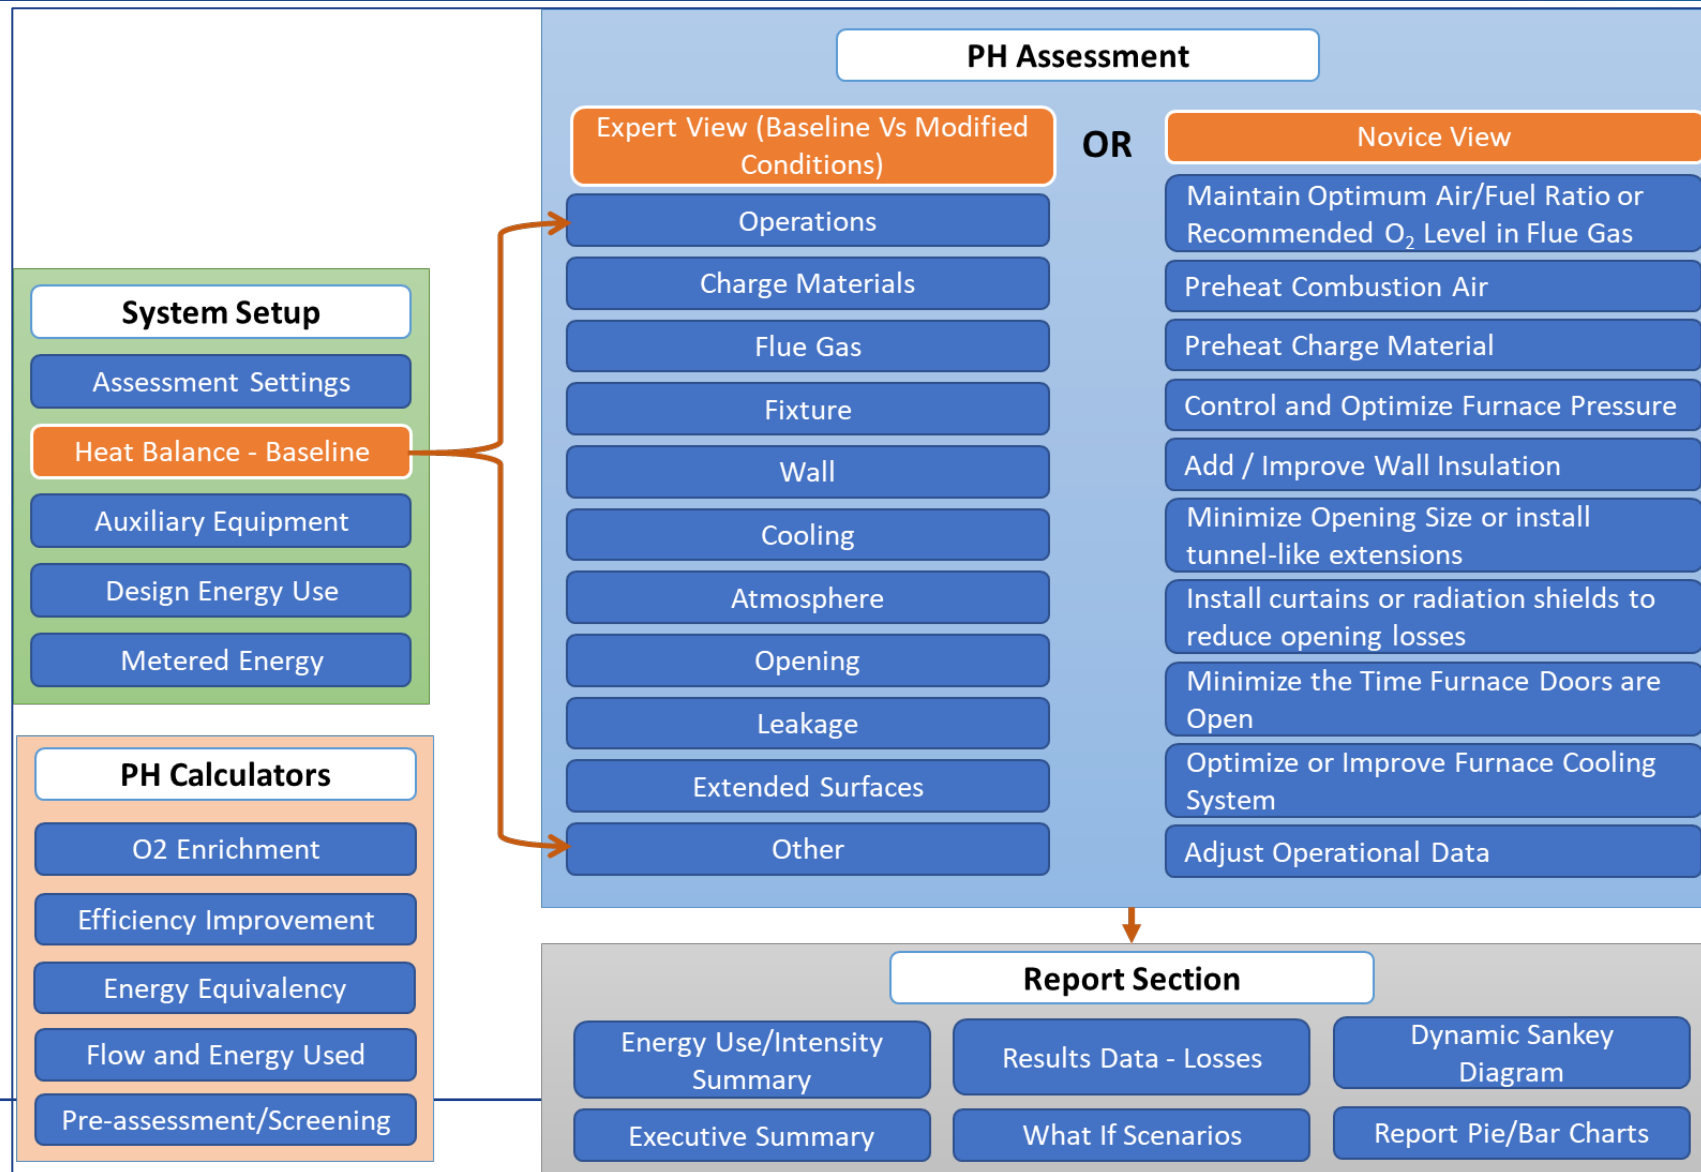 System Setup
Assessment Settings
Heat Balance - Baseline
Auxiliary Equipment
Design Energy Use
Metered Energy
PH Calculators
O2 Enrichment
Efficiency Improvement
Energy Equivalency
Flow and Energy Used
Pre-assessment/Screening
PH Assessment
Expert View (Baseline Vs Modified
Conditions)
Operations
Charge Materials
Flue Gas
Fixture
Wall
Cooling
Atmosphere
Opening
Leakage
Extended Surfaces
Other
OR
Novice View
Maintain Optimum Air/Fuel Ratio or
Recommended O₂ Level in Flue Gas
Preheat Combustion Air
Preheat Charge Material
Control and Optimize Furnace Pressure
Add / Improve Wall Insulation
Minimize Opening Size or install
tunnel-like extensions
Install curtains or radiation shields to
reduce opening losses
Minimize the Time Furnace Doors are
Open
Optimize or Improve Furnace Cooling
System
Adjust Operational Data
Report Section
Energy Use/Intensity
Summary
Results Data - Losses
Dynamic Sankey
Diagram
Executive Summary
What If Scenarios
Report Pie/Bar Charts